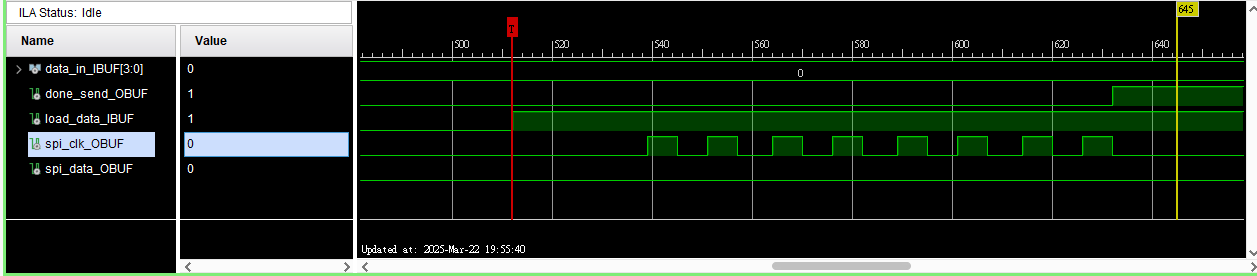 ILA Status: Idle
Name
Value
645
500
520
540
560
580
600
620
640
data_in_IBUF[3:0]
0
0
done_send_OBUF
1
load_data_IBUF
1
spi_clk_OBUF
0
spi_data_OBUF
0
Updated at: 2025-Mar-22 19:55:40